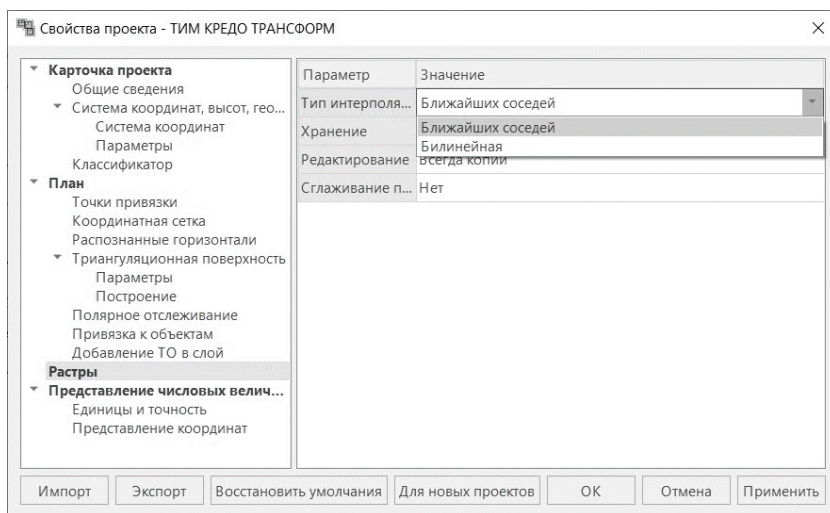 Свойства проекта - ТИМ КРЕДО ТРАНСФОРМ
Карточка проекта
Общие сведения
Система координат, высот, гео...
Система координат
Параметры
Классификатор
План
Точки привязки
Координатная сетка
Распознанные горизонтали
Триангуляционная поверхность
Параметры
Построение
Полярное отслеживание
Привязка к объектам
Добавление ТО в слой
Растры
Представление числовых велич...
Единицы и точность
Представление координат
Параметр Значение
Тип интерполя... Ближайших соседей
Ближайших соседей
Билинейная
Хранение
Редактирование Всегда копии
Сглаживание п... Нет
Импорт Экспорт Восстановить умолчания Для новых проектов ОК Отмена Применить